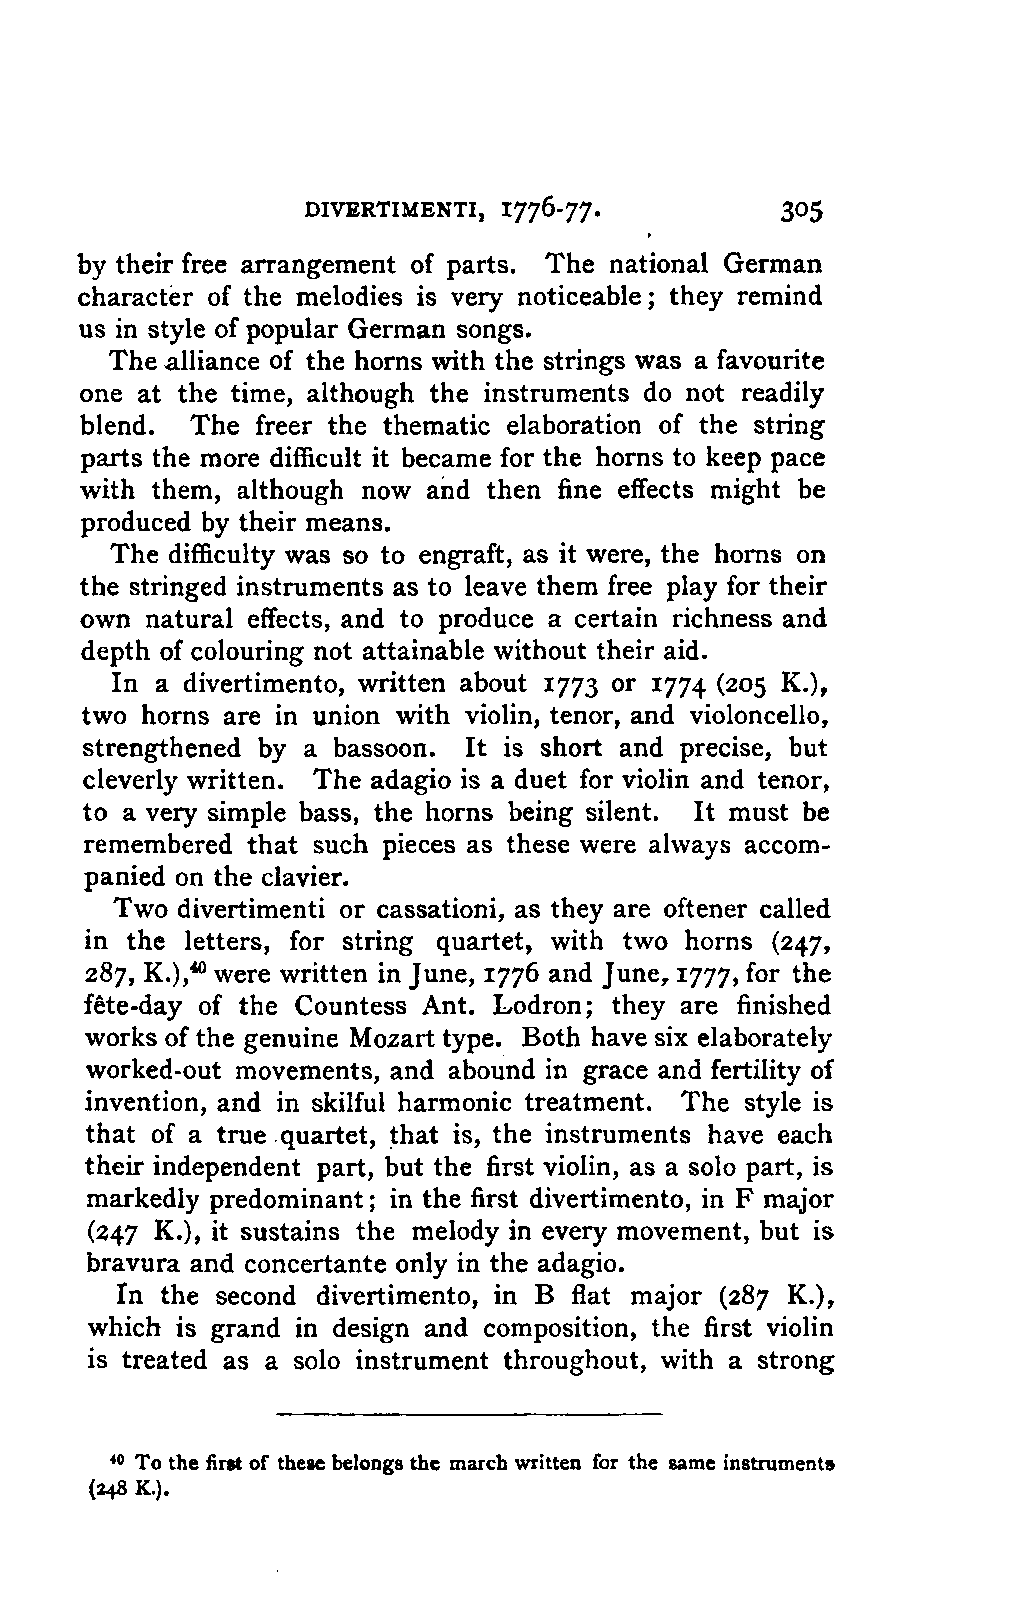 DIVERTIMENTI, 1776-77. 305
by their free arrangement of parts. The national German
character of the melodies is very noticeable; they remind
us in style of popular German songs.
The alliance of the horns with the strings was a favourite
one at the time, although the instruments do not readily
blend. The freer the thematic elaboration of the string
parts the more difficult it became for the horns to keep pace
with them, although now and then fine effects might be
produced by their means.
The difficulty was so to engraft, as it were, the horns on
the stringed instruments as to leave them free play for their
own natural effects, and to produce a certain richness and
depth of colouring not attainable without their aid.
In a divertimento, written about 1773 or 1774 (205 K.),
two horns are in union with violin, tenor, and violoncello,
strengthened by a bassoon. It is short and precise, but
cleverly written. The adagio is a duet for violin and tenor,
to a very simple bass, the horns being silent. It must be
remembered that such pieces as these were always accom-
panied on the clavier.
Two divertimenti or cassationi, as they are oftener called
in the letters, for string quartet, with two horns (247,
287, K.),⁴⁰ were written in June, 1776 and June, 1777, for the
fête-day of the Countess Ant. Lodron; they are finished
works of the genuine Mozart type. Both have six elaborately
worked-out movements, and abound in grace and fertility of
invention, and in skilful harmonic treatment. The style is
that of a true quartet, that is, the instruments have each
their independent part, but the first violin, as a solo part, is
markedly predominant; in the first divertimento, in F major
(247 K.), it sustains the melody in every movement, but is
bravura and concertante only in the adagio.
In the second divertimento, in B flat major (287 K.),
which is grand in design and composition, the first violin
is treated as a solo instrument throughout, with a strong
⁴⁰ To the first of these belongs the march written for the same instruments
(248 K.).